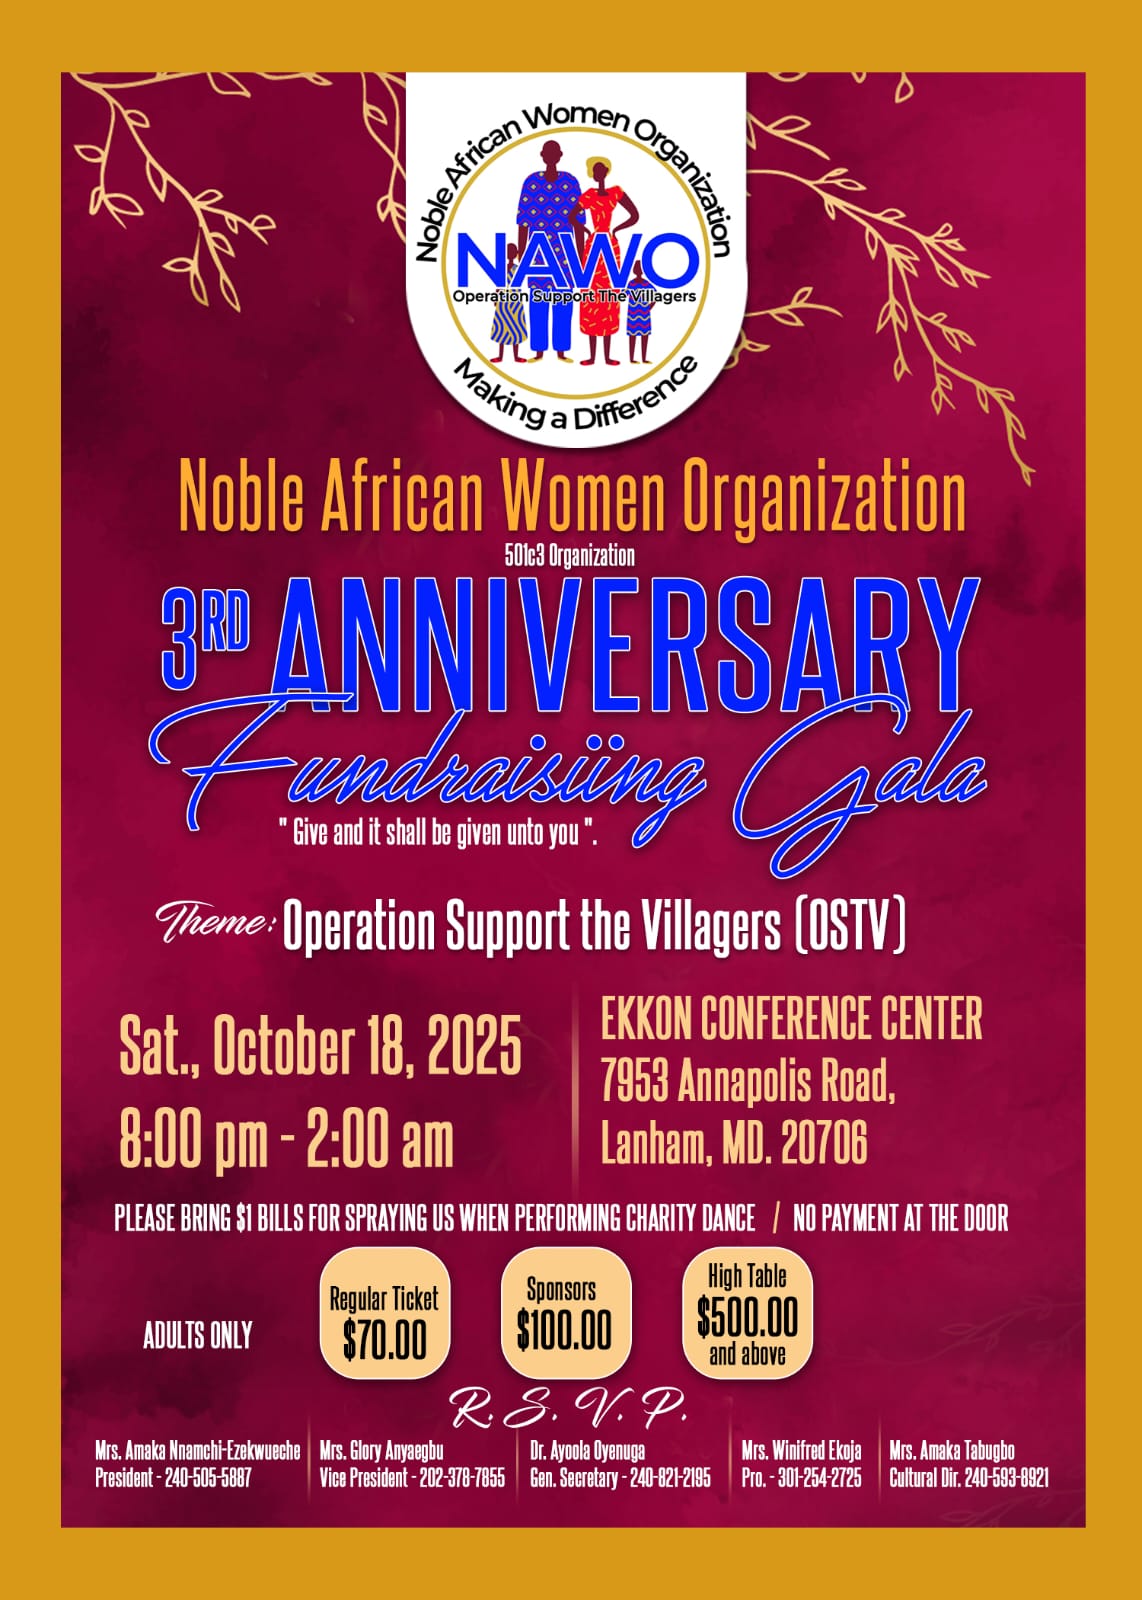 Noble African Women Organization
NAWO
Operation Support The Villagers
Making a Difference
Noble African Women Organization
501c3 Organization
3RD ANNIVERSARY
Fundraisiing Gala
" Give and it shall be given unto you ".
Theme: Operation Support the Villagers (OSTV)
Sat., October 18, 2025
8:00 pm - 2:00 am
EKKON CONFERENCE CENTER
7953 Annapolis Road,
Lanham, MD. 20706
PLEASE BRING $1 BILLS FOR SPRAYING US WHEN PERFORMING CHARITY DANCE / NO PAYMENT AT THE DOOR
ADULTS ONLY
Regular Ticket
$70.00
Sponsors
$100.00
High Table
$500.00
and above
R. S. V. P.
Mrs. Amaka Nnamchi-Ezekwueche
President - 240-505-5887
Mrs. Glory Anyaegbu
Vice President - 202-378-7855
Dr. Ayoola Oyenuga
Gen. Secretary - 240-821-2195
Mrs. Winifred Ekoja
Pro. - 301-254-2725
Mrs. Amaka Tabugbo
Cultural Dir. 240-593-8921